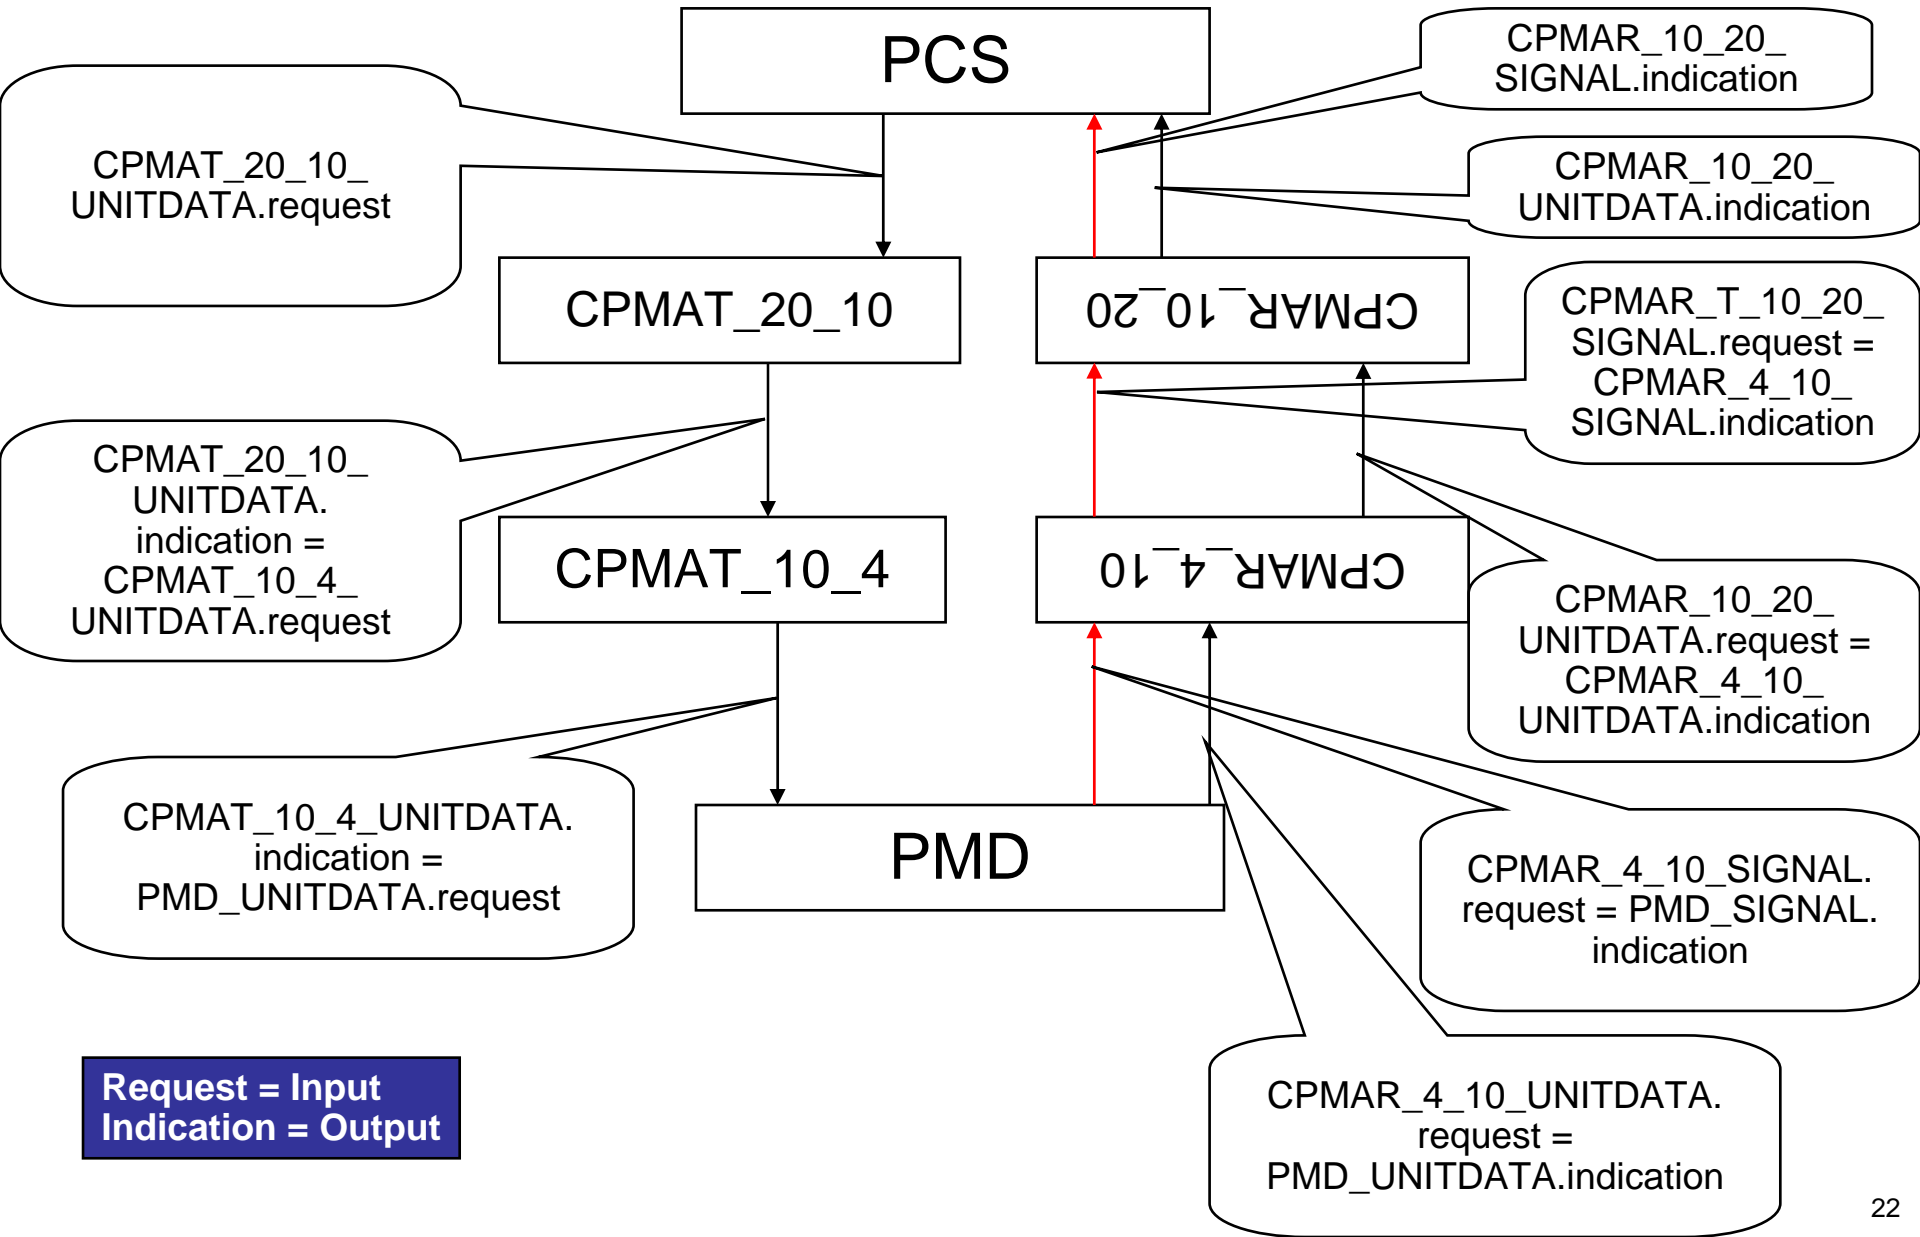 PCS
CPMAR_10_20_
SIGNAL.indication
CPMAT_20_10_
UNITDATA.request
CPMAR_10_20_
UNITDATA.indication
CPMAT_20_10
CPMAR_10_20
CPMAR_T_10_20_
SIGNAL.request =
CPMAR_4_10_
SIGNAL.indication
CPMAT_20_10_
UNITDATA.
indication =
CPMAT_10_4_
UNITDATA.request
CPMAT_10_4
CPMAR_4_10
CPMAR_10_20_
UNITDATA.request =
CPMAR_4_10_
UNITDATA.indication
CPMAT_10_4_UNITDATA.
indication =
PMD_UNITDATA.request
PMD
CPMAR_4_10_SIGNAL.
request = PMD_SIGNAL.
indication
Request = Input
Indication = Output
CPMAR_4_10_UNITDATA.
request =
PMD_UNITDATA.indication
22